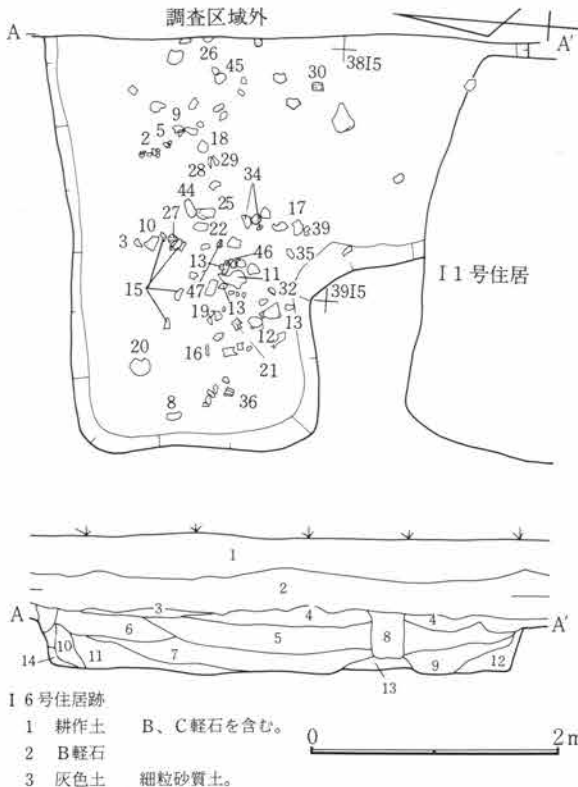 調査区域外
A A′
26
45 30 38I5
9
5
2 18
28 29 34
44 25 17
10 27 22 39
3 13 46 35
15 47 11 I1号住居
13 32 39I5
19 12 13
20 16 21
8 36
1
2
A 3 4 4 A′
6 5 8
10 7
14 11 9 12
13
I 6号住居跡
1 耕作土 B、C軽石を含む。
2 B軽石
3 灰色土 細粒砂質土。
0 2m